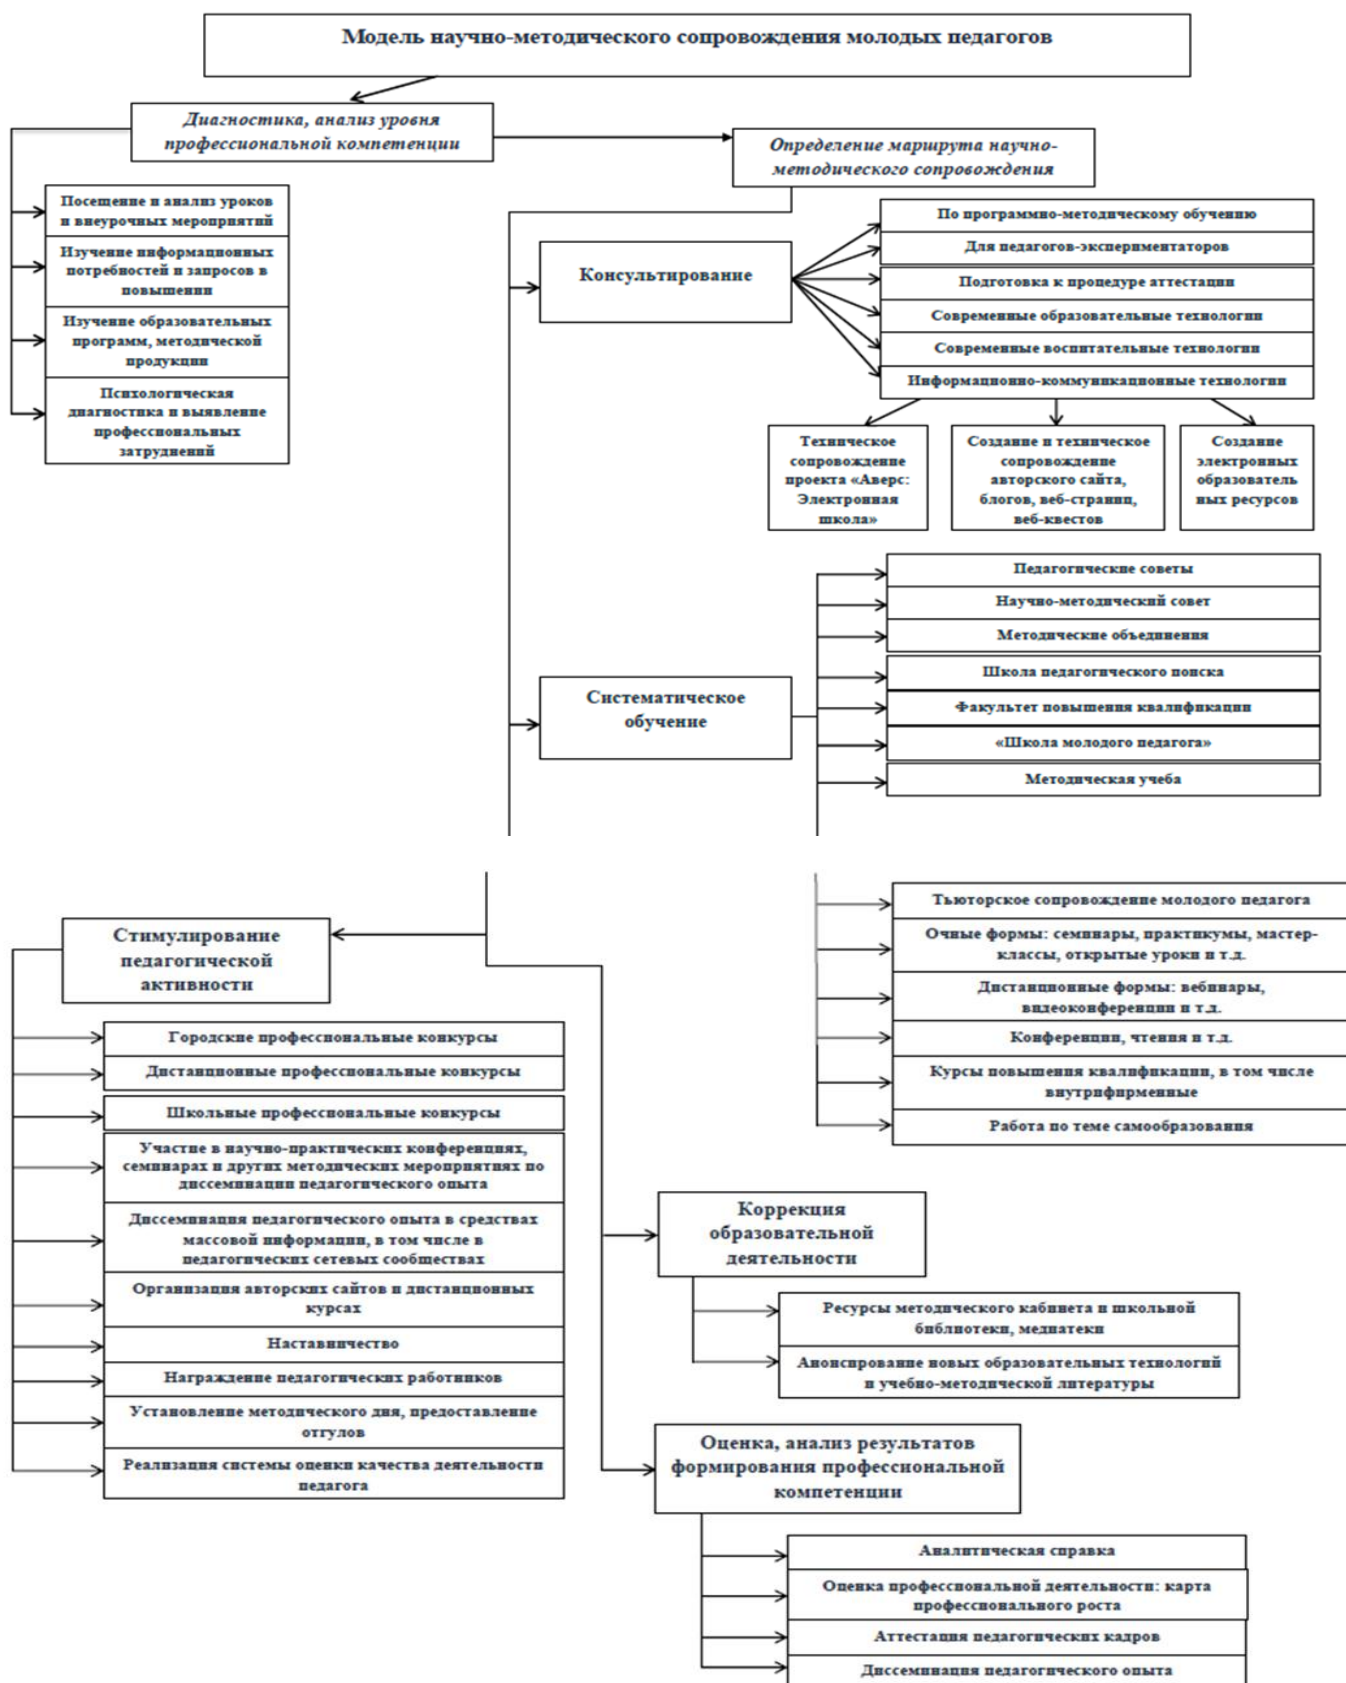 Модель научно-методического сопровождения молодых педагогов
Диагностика, анализ уровня
профессиональной компетенции
Определение маршрута научно-
методического сопровождения
Посещение и анализ уроков
и внеурочных мероприятий
Изучение информационных
потребностей и запросов в
повышении
Изучение образовательных
программ, методической
продукции
Психологическая
диагностика и выявление
профессиональных
затруднений
Консультирование
По программно-методическому обучению
Для педагогов-экспериментаторов
Подготовка к процедуре аттестации
Современные образовательные технологии
Современные воспитательные технологии
Информационно-коммуникационные технологии
Техническое
сопровождение
проекта «Аверс:
Электронная
школа»
Создание и техническое
сопровождение
авторского сайта,
блогов, веб-страниц,
веб-квестов
Создание
электронных
образователь
ных ресурсов
Систематическое
обучение
Педагогические советы
Научно-методический совет
Методические объединения
Школа педагогического поиска
Факультет повышения квалификации
«Школа молодого педагога»
Методическая учеба
Тьюторское сопровождение молодого педагога
Очные формы: семинары, практикумы, мастер-
классы, открытые уроки и т.д.
Дистанционные формы: вебинары,
видеоконференции и т.д.
Конференции, чтения и т.д.
Курсы повышения квалификации, в том числе
внутрифирменные
Работа по теме самообразования
Стимулирование
педагогической
активности
Городские профессиональные конкурсы
Дистанционные профессиональные конкурсы
Школьные профессиональные конкурсы
Участие в научно-практических конференциях,
семинарах и других методических мероприятиях по
диссеминации педагогического опыта
Диссеминация педагогического опыта в средствах
массовой информации, в том числе в
педагогических сетевых сообществах
Организация авторских сайтов и дистанционных
курсах
Наставничество
Награждение педагогических работников
Установление методического дня, предоставление
отгулов
Реализация системы оценки качества деятельности
педагога
Коррекция
образовательной
деятельности
Ресурсы методического кабинета и школьной
библиотеки, медиатеки
Анонсирование новых образовательных технологий
и учебно-методической литературы
Оценка, анализ результатов
формирования профессиональной
компетенции
Аналитическая справка
Оценка профессиональной деятельности: карта
профессионального роста
Аттестация педагогических кадров
Диссеминация педагогического опыта